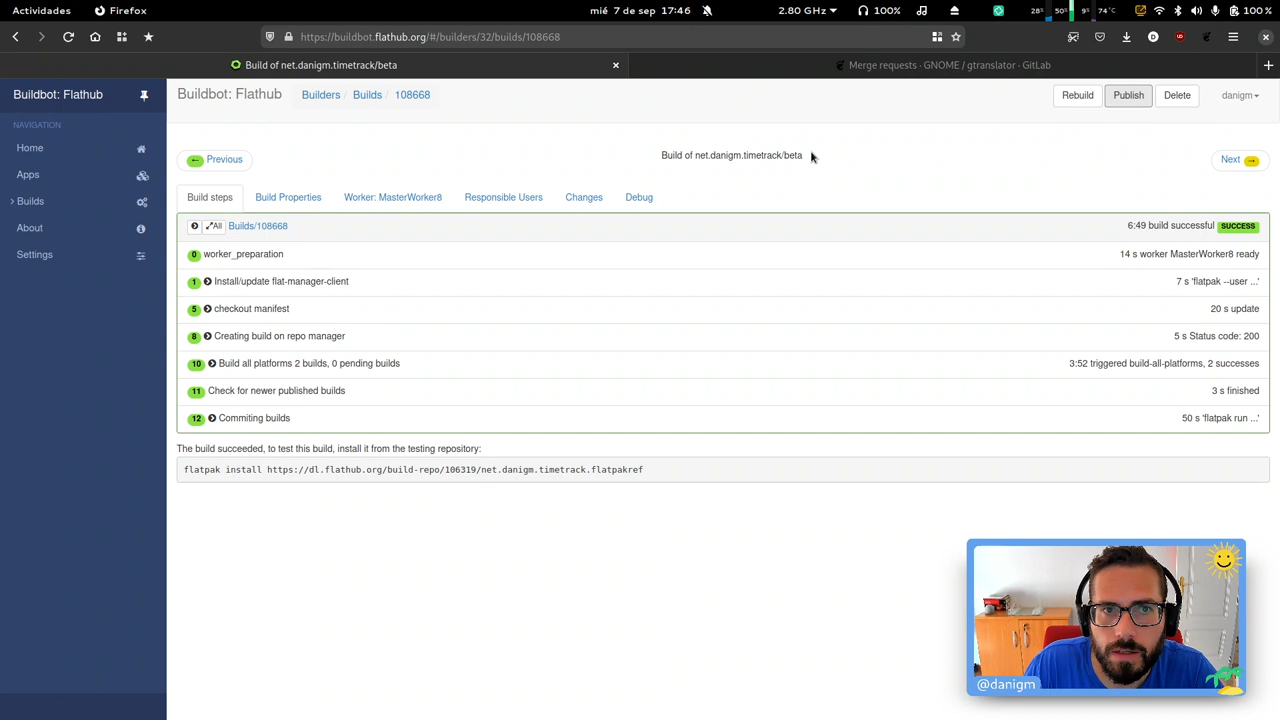 Actividades Firefox mié 7 de sep 17:46 2.80 GHz 100% 28% 50% 9% 74°C 100 %
https://buildbot.flathub.org/#/builders/32/builds/108668
Build of net.danigm.timetrack/beta × Merge requests · GNOME / gtranslator · GitLab +
Buildbot: Flathub
NAVIGATION
Home
Apps
Builds
About
Settings
Buildbot: Flathub Builders / Builds / 108668 Rebuild Publish Delete danigm
← Previous Build of net.danigm.timetrack/beta Next →
Build steps Build Properties Worker: MasterWorker8 Responsible Users Changes Debug
All Builds/108668 6:49 build successful SUCCESS
0 worker_preparation 14 s worker MasterWorker8 ready
1 Install/update flat-manager-client 7 s 'flatpak --user ...'
5 checkout manifest 20 s update
8 Creating build on repo manager 5 s Status code: 200
10 Build all platforms 2 builds, 0 pending builds 3:52 triggered build-all-platforms, 2 successes
11 Check for newer published builds 3 s finished
12 Commiting builds 50 s 'flatpak run ...'
The build succeeded, to test this build, install it from the testing repository:
flatpak install https://dl.flathub.org/build-repo/106319/net.danigm.timetrack.flatpakref
@danigm